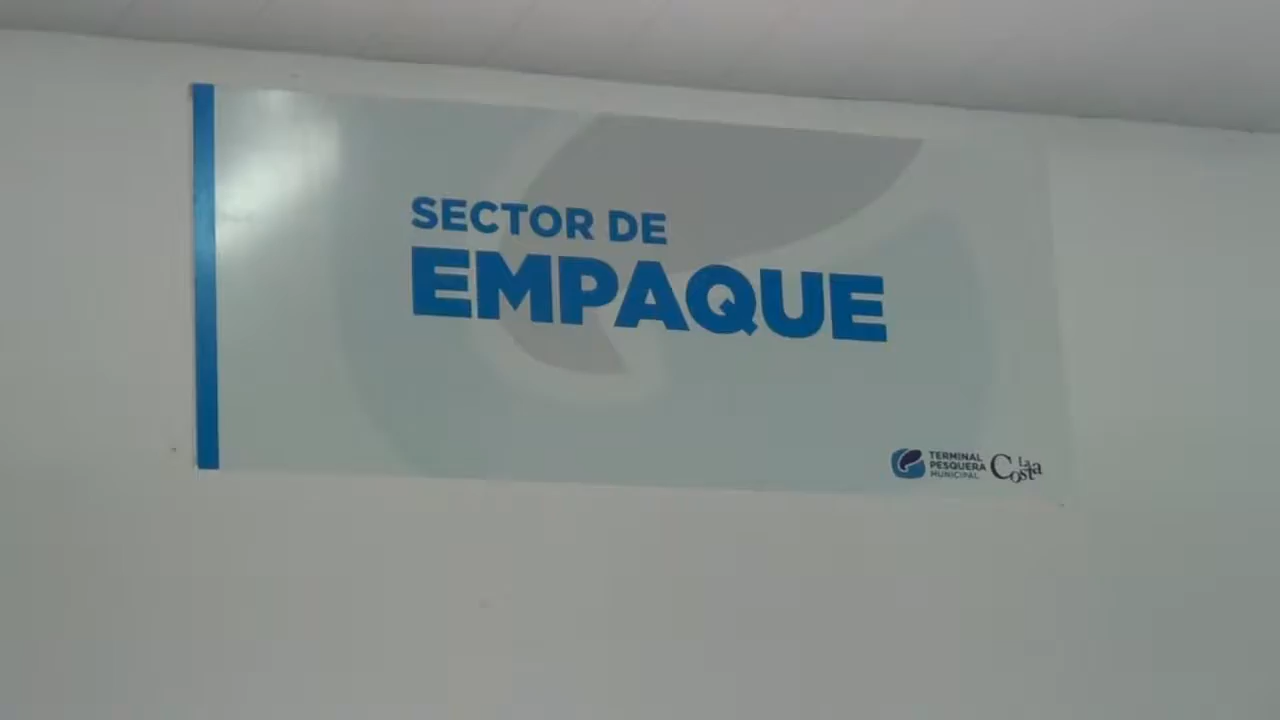 SECTOR DE
EMPAQUE
TERMINAL
PESQUERA
MUNICIPAL
La
Costa